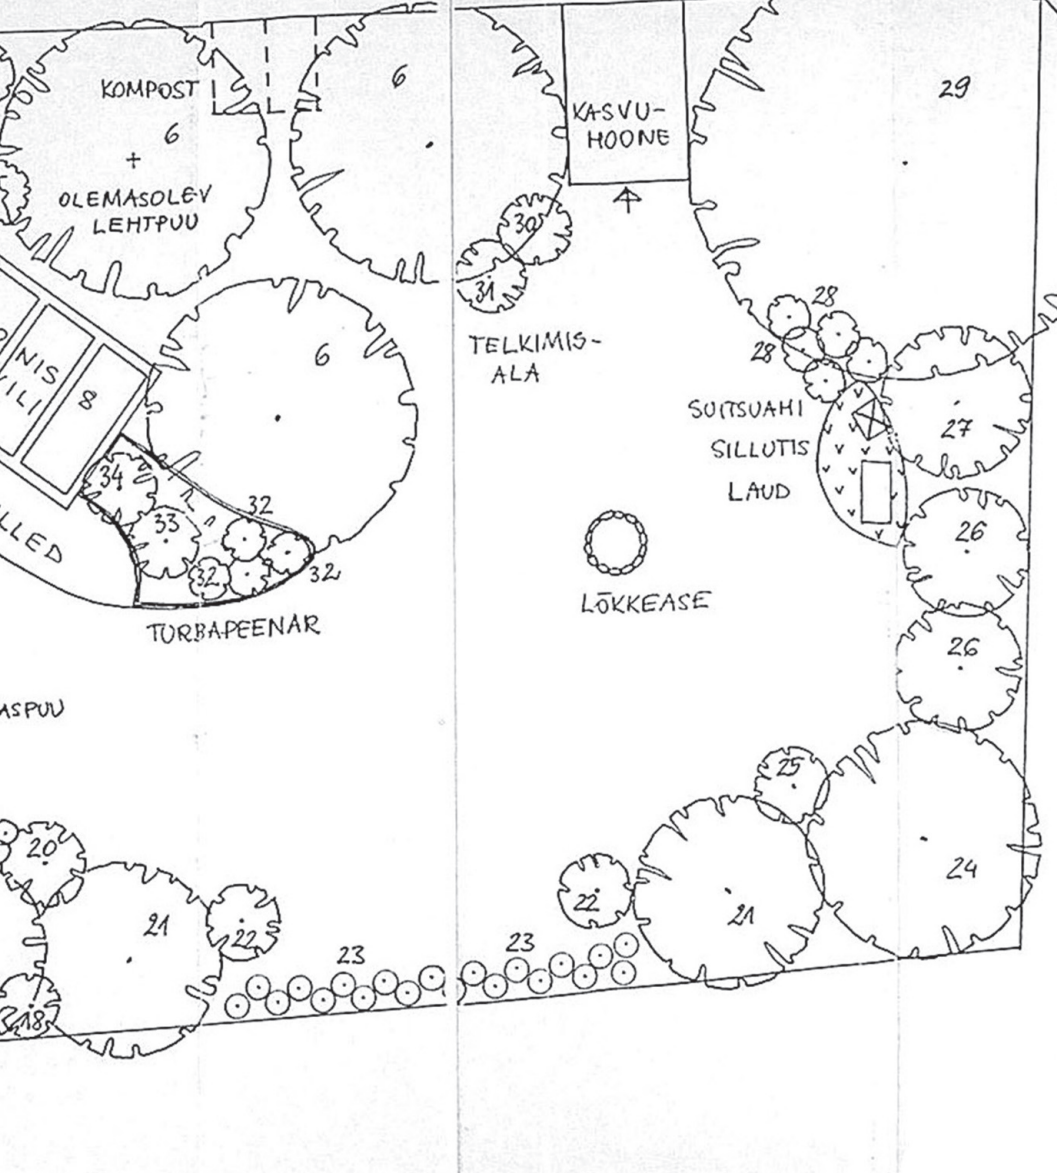 KOMPOST
6
OLEMASOLEV
LEHTPUU
6
KASVU-
HOONE
29
30
31
TELKIMIS-
ALA
28
28
6
NIS
8
SUITSUAHI
SILLUTIS
LAUD
27
34
33
32
32
32
26
LÕKKEASE
TURBAPEENAR
26
25
20
21
22
22
21
24
23
23
18